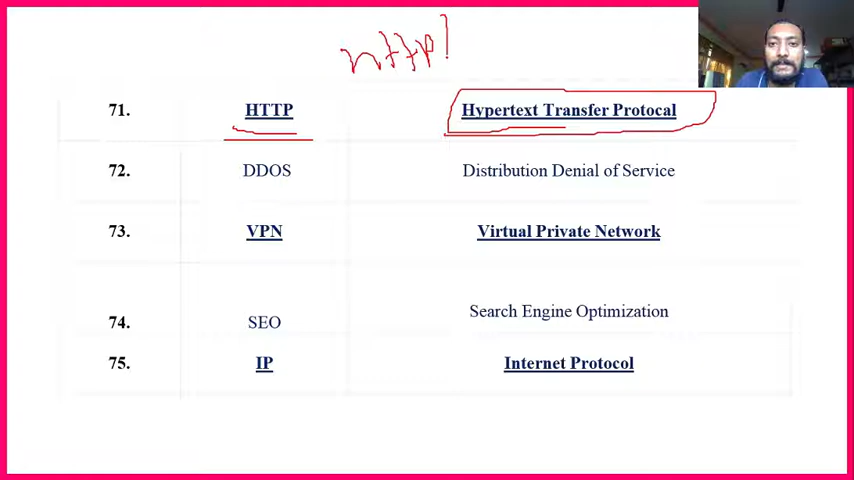 http!
71. HTTP Hypertext Transfer Protocal
72. DDOS Distribution Denial of Service
73. VPN Virtual Private Network
74. SEO Search Engine Optimization
75. IP Internet Protocol